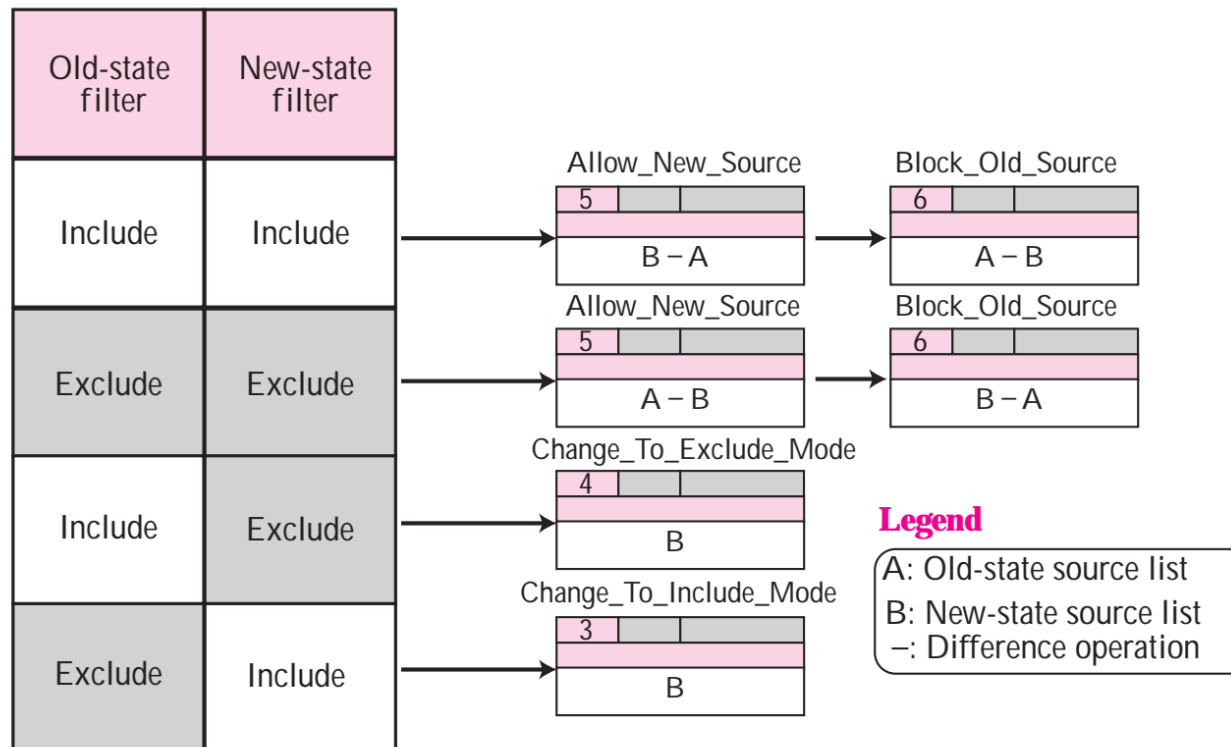 Old-state
filter
New-state
filter
Include
Include
Allow_New_Source
5
B – A
Block_Old_Source
6
A – B
Exclude
Exclude
Allow_New_Source
5
A – B
Block_Old_Source
6
B – A
Include
Exclude
Change_To_Exclude_Mode
4
B
Exclude
Include
Change_To_Include_Mode
3
B
Legend
A: Old-state source list
B: New-state source list
–: Difference operation